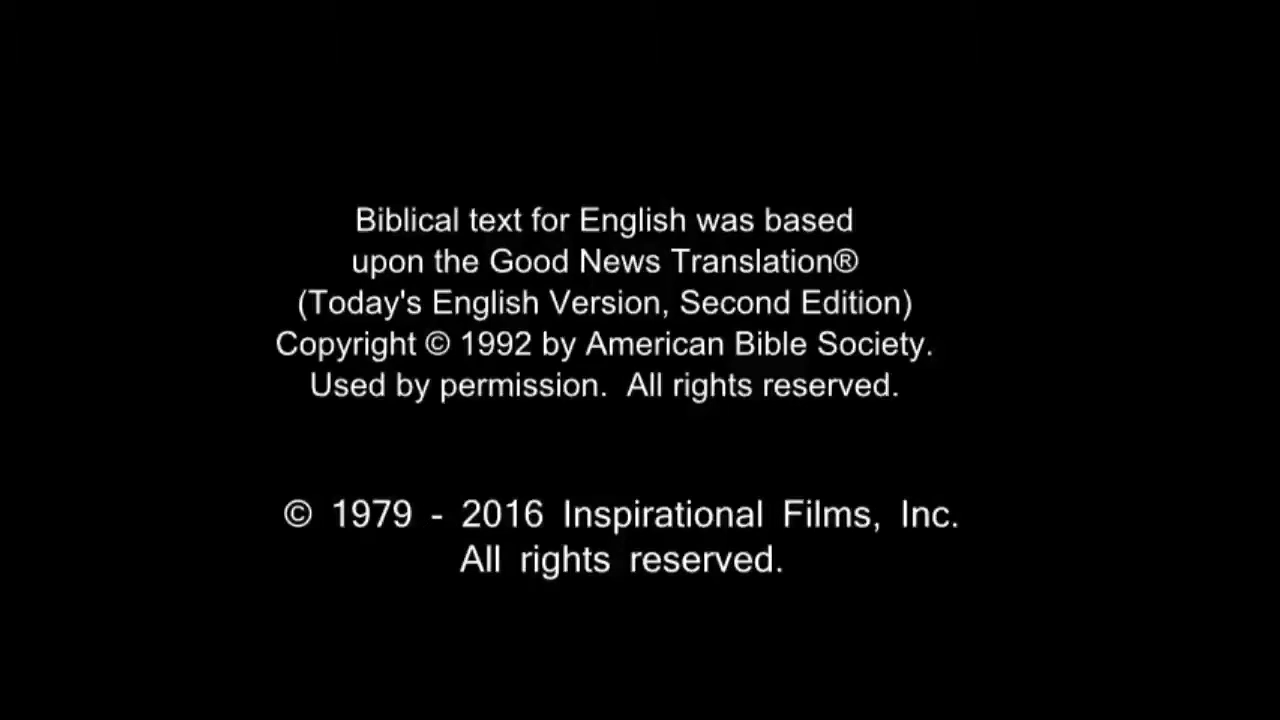 Biblical text for English was based
upon the Good News Translation®
(Today's English Version, Second Edition)
Copyright © 1992 by American Bible Society.
Used by permission.  All rights reserved.
© 1979 - 2016 Inspirational Films, Inc.
All rights reserved.